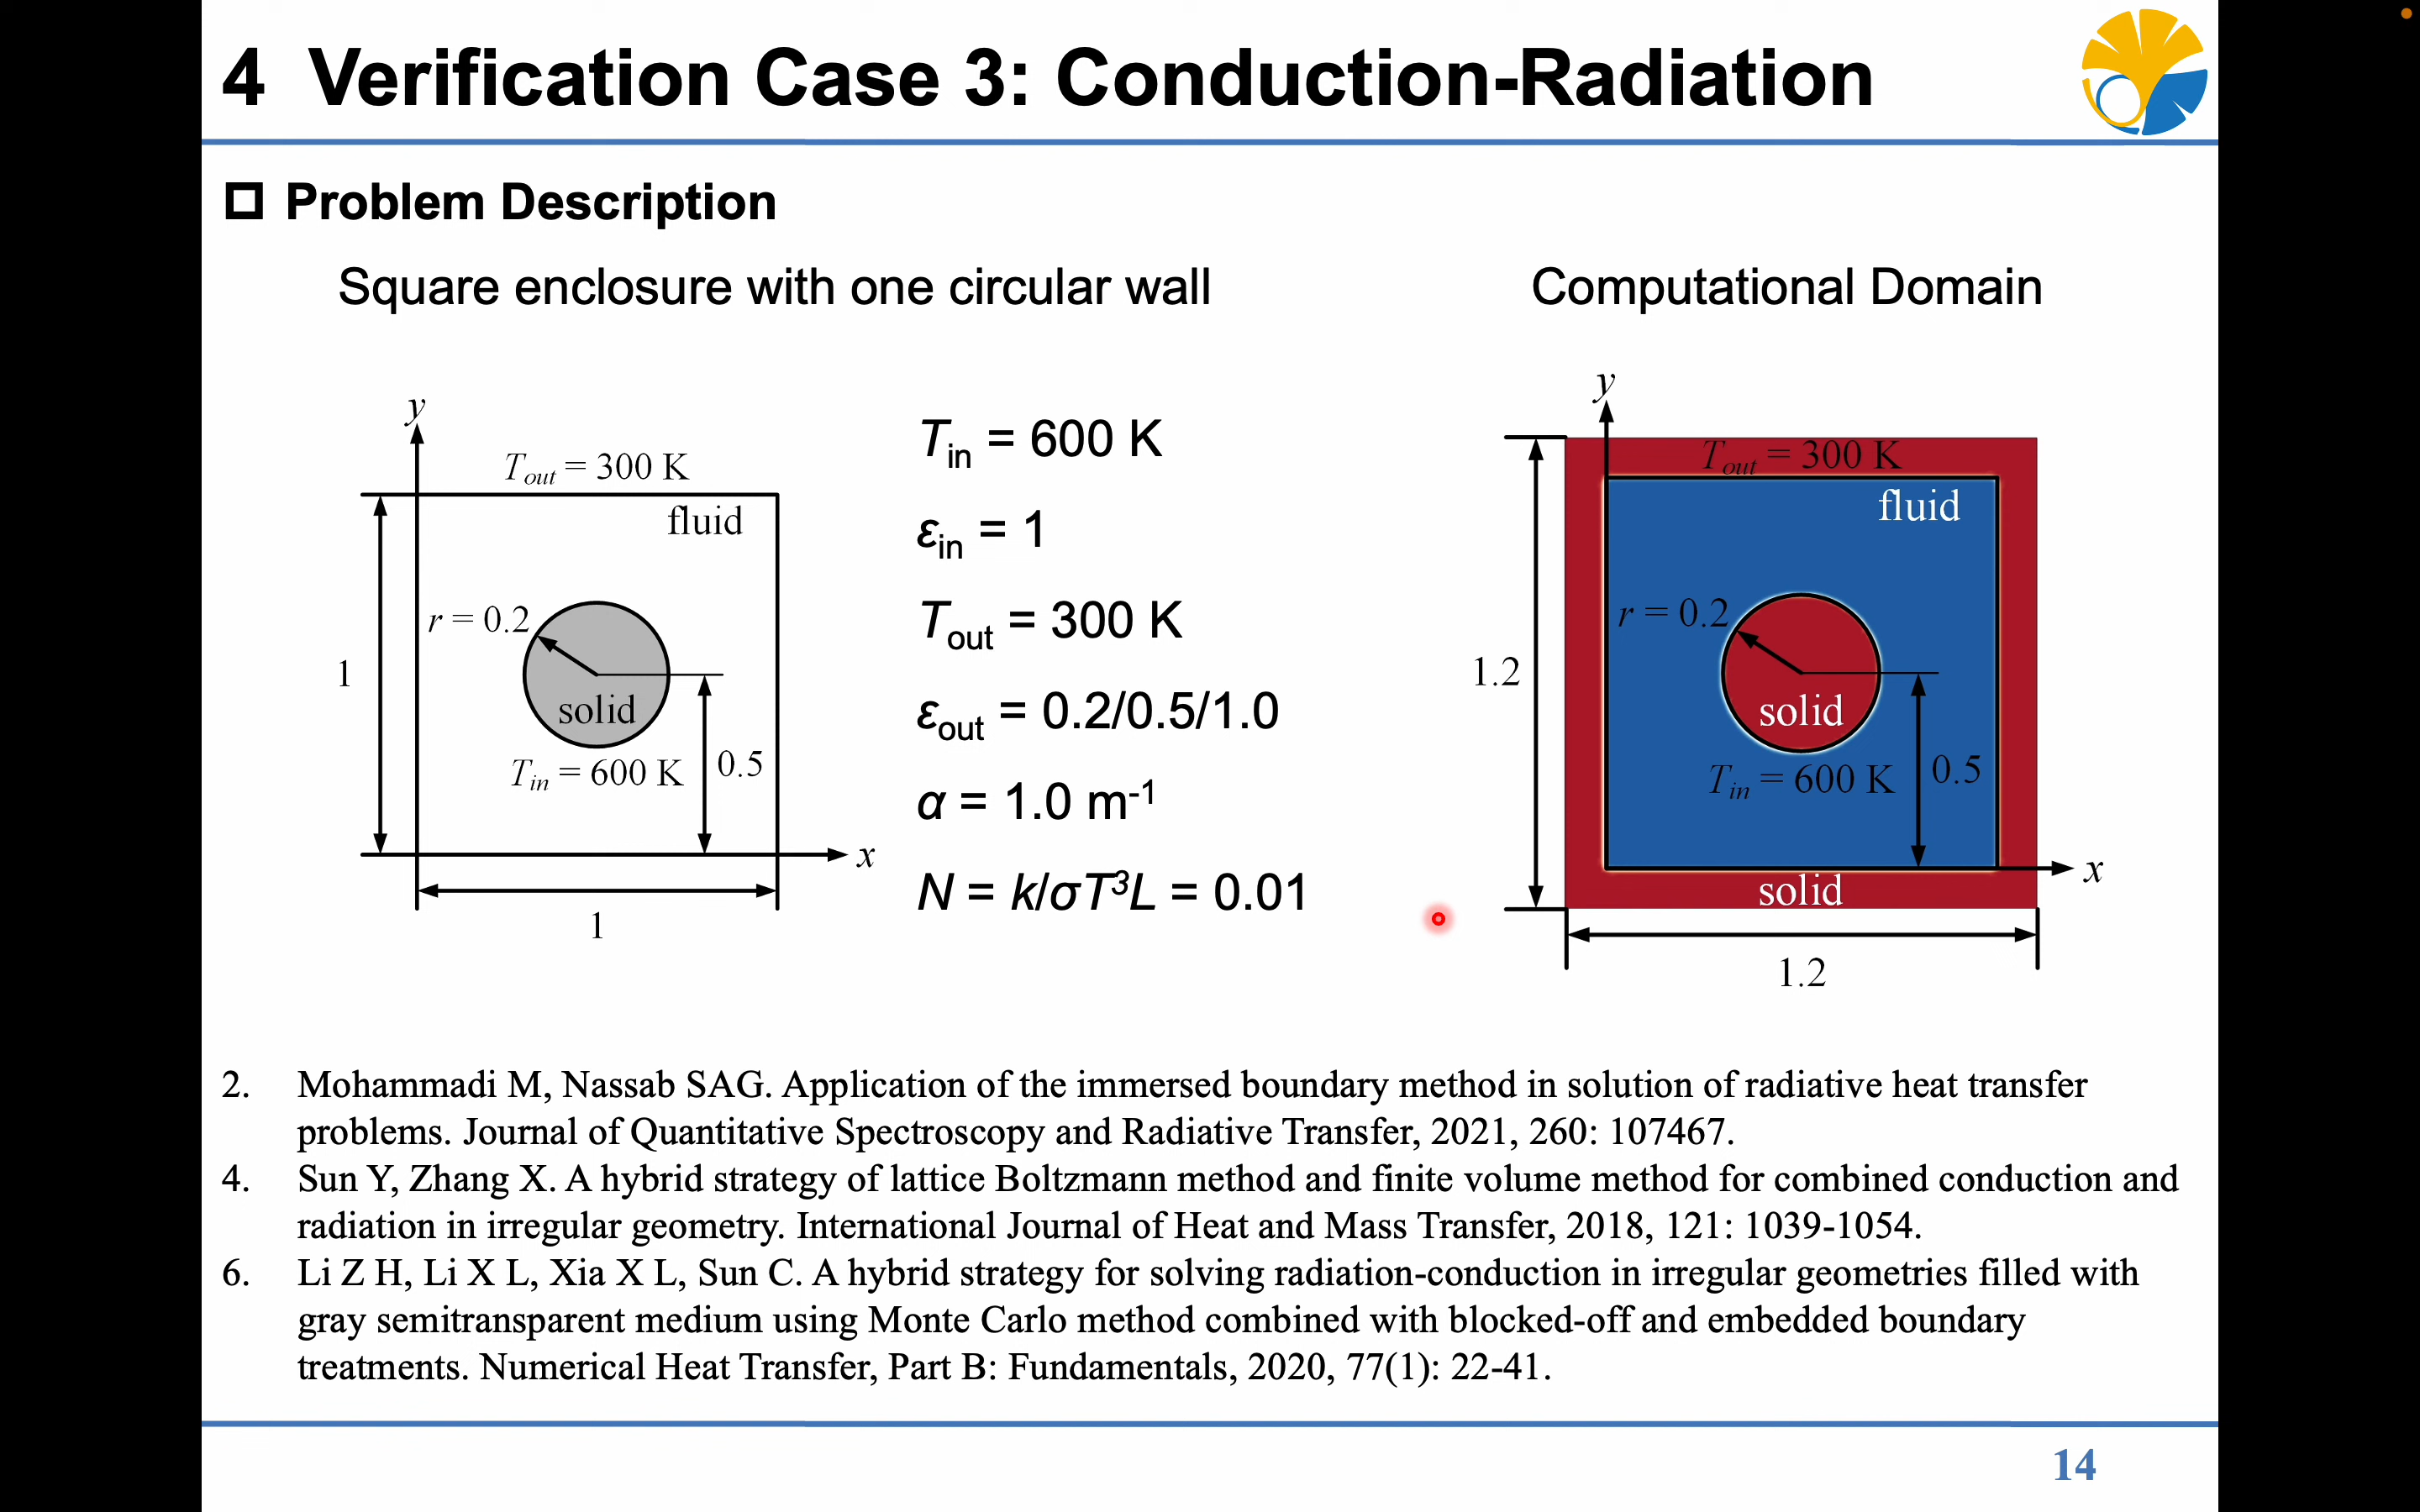 4 Verification Case 3: Conduction-Radiation
Problem Description
Square enclosure with one circular wall
Computational Domain
y
T_out = 300 K
fluid
r = 0.2
1
solid
T_in = 600 K
0.5
x
1
T_in = 600 K
ε_in = 1
T_out = 300 K
ε_out = 0.2/0.5/1.0
α = 1.0 m⁻¹
N = k/σT³L = 0.01
y
T_out = 300 K
fluid
r = 0.2
1.2
solid
T_in = 600 K
0.5
x
solid
1.2
2. Mohammadi M, Nassab SAG. Application of the immersed boundary method in solution of radiative heat transfer
problems. Journal of Quantitative Spectroscopy and Radiative Transfer, 2021, 260: 107467.
4. Sun Y, Zhang X. A hybrid strategy of lattice Boltzmann method and finite volume method for combined conduction and
radiation in irregular geometry. International Journal of Heat and Mass Transfer, 2018, 121: 1039-1054.
6. Li Z H, Li X L, Xia X L, Sun C. A hybrid strategy for solving radiation-conduction in irregular geometries filled with
gray semitransparent medium using Monte Carlo method combined with blocked-off and embedded boundary
treatments. Numerical Heat Transfer, Part B: Fundamentals, 2020, 77(1): 22-41.
14